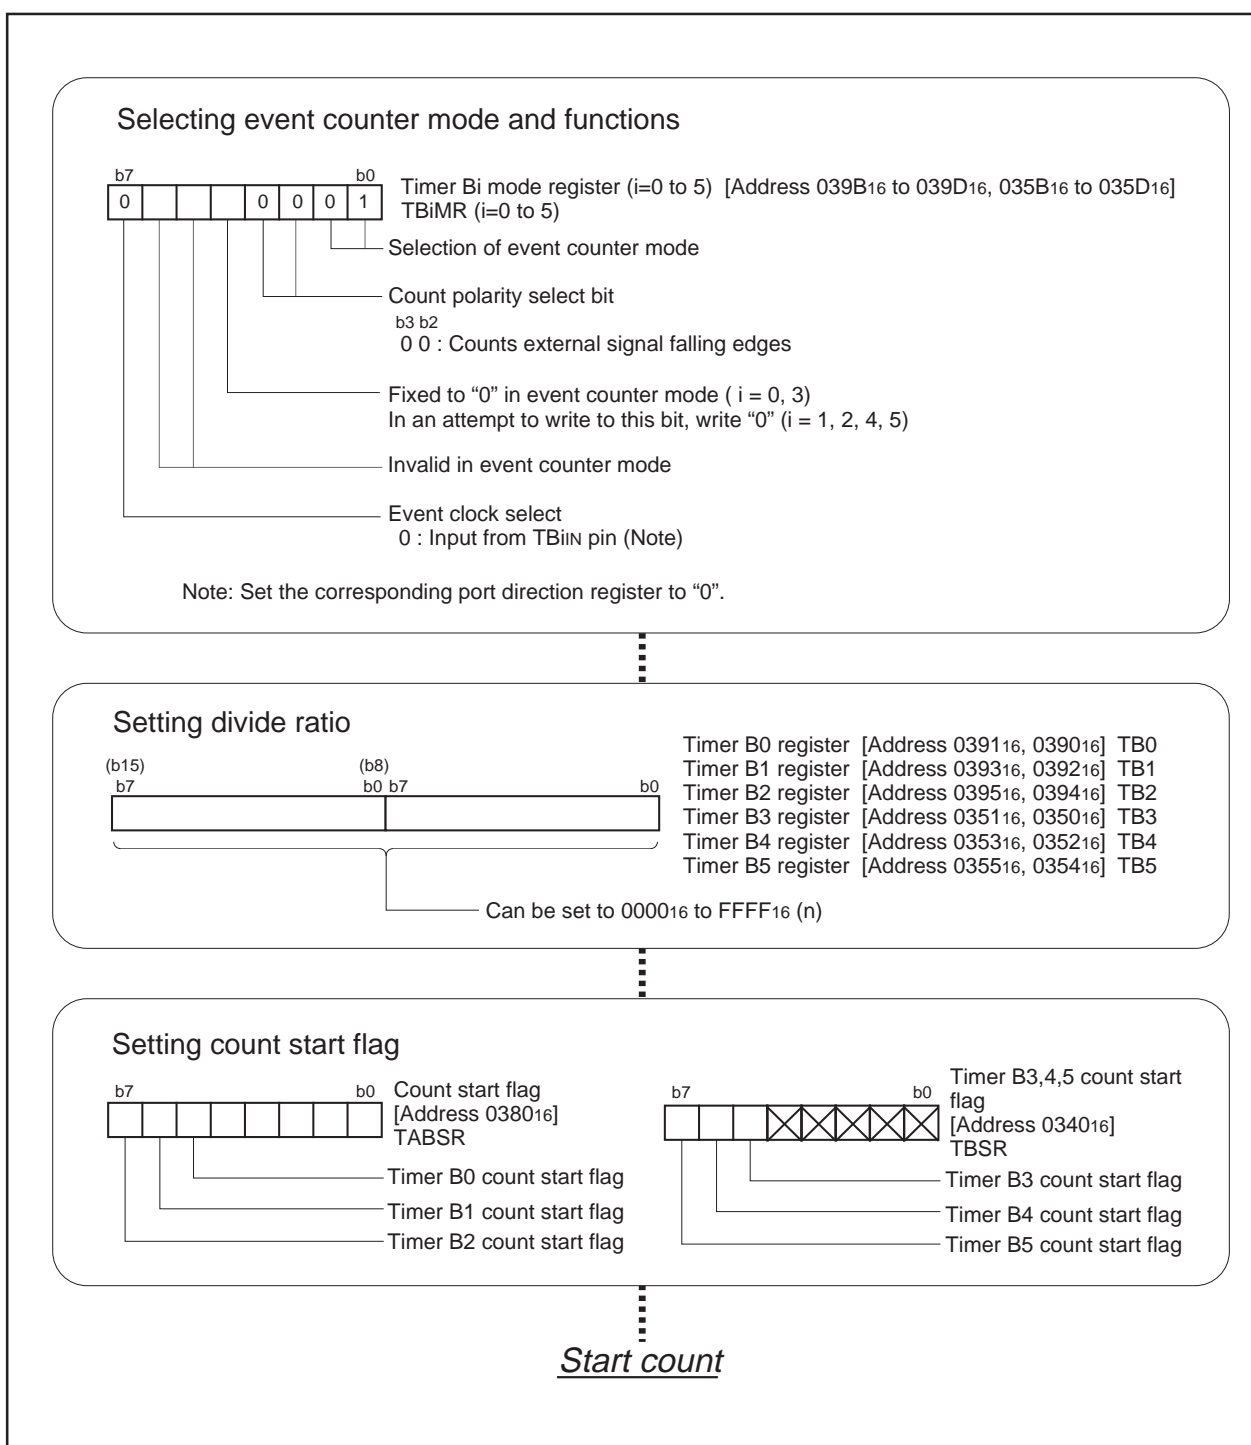 Selecting event counter mode and functions
b7 b0
0 0 0 0 1
Timer Bi mode register (i=0 to 5) [Address 039B16 to 039D16, 035B16 to 035D16]
TBiMR (i=0 to 5)
Selection of event counter mode
Count polarity select bit
b3 b2
0 0 : Counts external signal falling edges
Fixed to “0” in event counter mode ( i = 0, 3)
In an attempt to write to this bit, write “0” (i = 1, 2, 4, 5)
Invalid in event counter mode
Event clock select
0 : Input from TBiIN pin (Note)
Note: Set the corresponding port direction register to “0”.
Setting divide ratio
(b15) (b8)
b7 b0 b7 b0
Timer B0 register [Address 039116, 039016] TB0
Timer B1 register [Address 039316, 039216] TB1
Timer B2 register [Address 039516, 039416] TB2
Timer B3 register [Address 035116, 035016] TB3
Timer B4 register [Address 035316, 035216] TB4
Timer B5 register [Address 035516, 035416] TB5
Can be set to 000016 to FFFF16 (n)
Setting count start flag
b7 b0
Count start flag
[Address 038016]
TABSR
Timer B0 count start flag
Timer B1 count start flag
Timer B2 count start flag
b7 b0
Timer B3,4,5 count start
flag
[Address 034016]
TBSR
Timer B3 count start flag
Timer B4 count start flag
Timer B5 count start flag
Start count